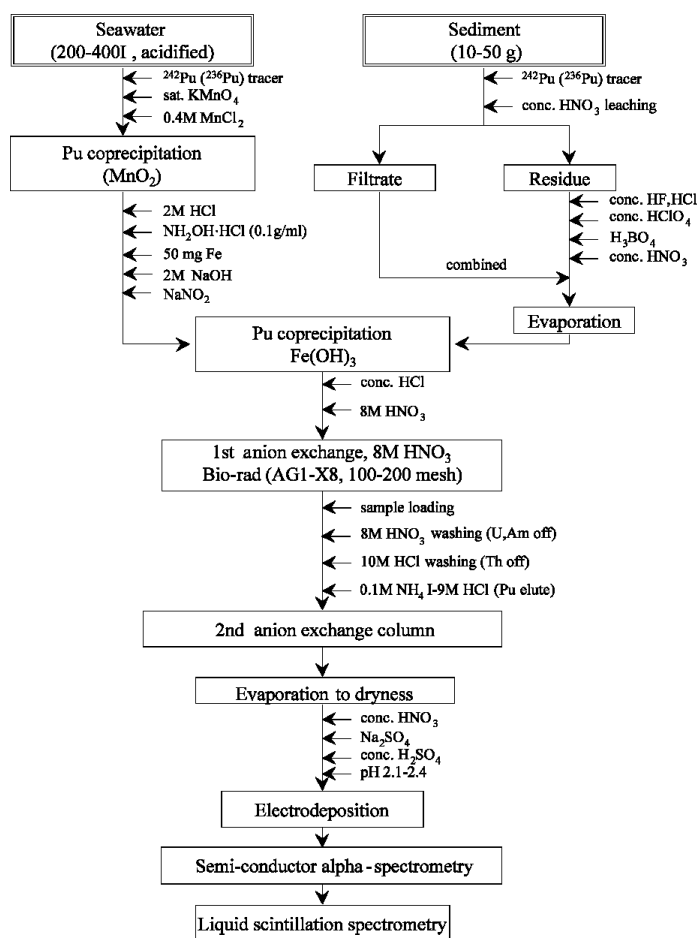 Seawater
(200-400l , acidified)
²⁴²Pu (²³⁶Pu) tracer
sat. KMnO₄
0.4M MnCl₂
Pu coprecipitation
(MnO₂)
2M HCl
NH₂OH·HCl (0.1g/ml)
50 mg Fe
2M NaOH
NaNO₂
Sediment
(10-50 g)
²⁴²Pu (²³⁶Pu) tracer
conc. HNO₃ leaching
Filtrate
Residue
conc. HF,HCl
conc. HClO₄
H₃BO₄
conc. HNO₃
combined
Evaporation
Pu coprecipitation
Fe(OH)₃
conc. HCl
8M HNO₃
1st anion exchange, 8M HNO₃
Bio-rad (AG1-X8, 100-200 mesh)
sample loading
8M HNO₃ washing (U,Am off)
10M HCl washing (Th off)
0.1M NH₄ I-9M HCl (Pu elute)
2nd anion exchange column
Evaporation to dryness
conc. HNO₃
Na₂SO₄
conc. H₂SO₄
pH 2.1-2.4
Electrodeposition
Semi-conductor alpha-spectrometry
Liquid scintillation spectrometry